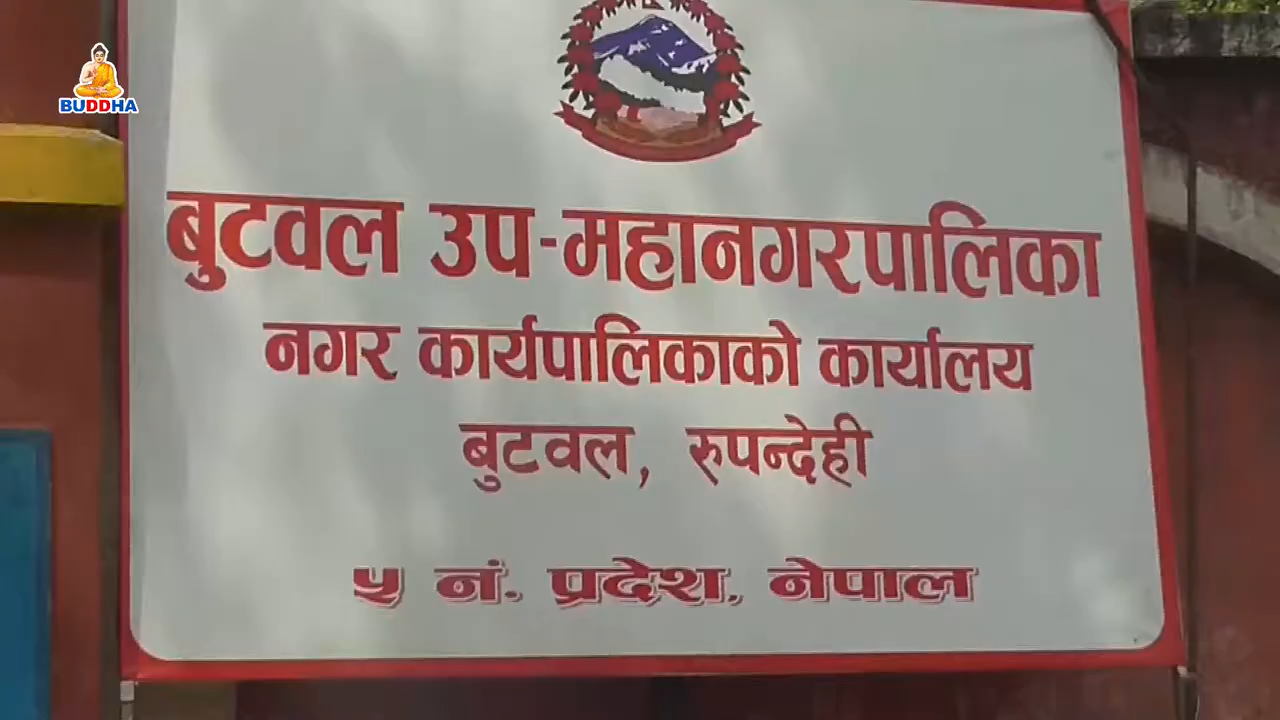 BUDDHA
बुटवल उप-महानगरपालिका
नगर कार्यपालिकाको कार्यालय
बुटवल, रुपन्देही
५ नं. प्रदेश, नेपाल